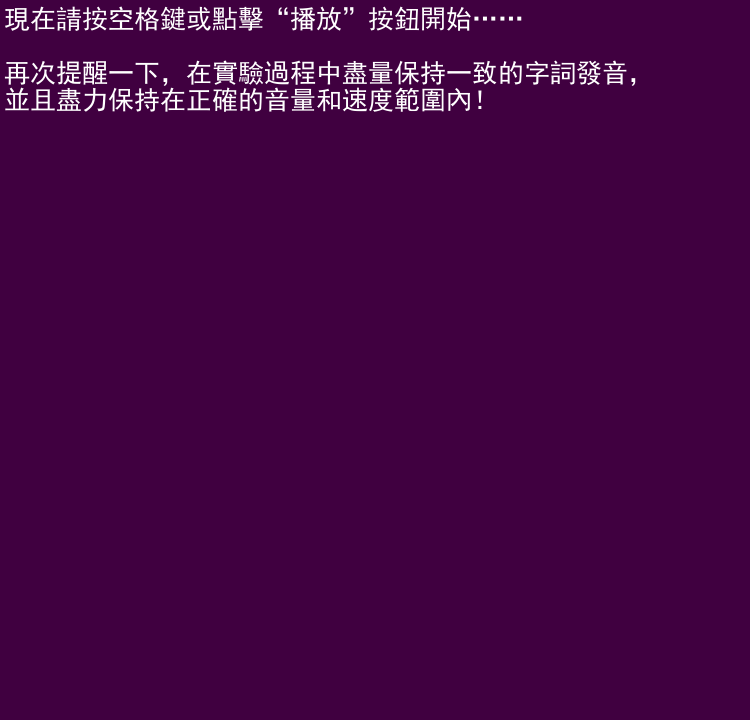 現在請按空格鍵或點擊“播放”按鈕開始……
再次提醒一下，在實驗過程中盡量保持一致的字詞發音，
並且盡力保持在正確的音量和速度範圍內！